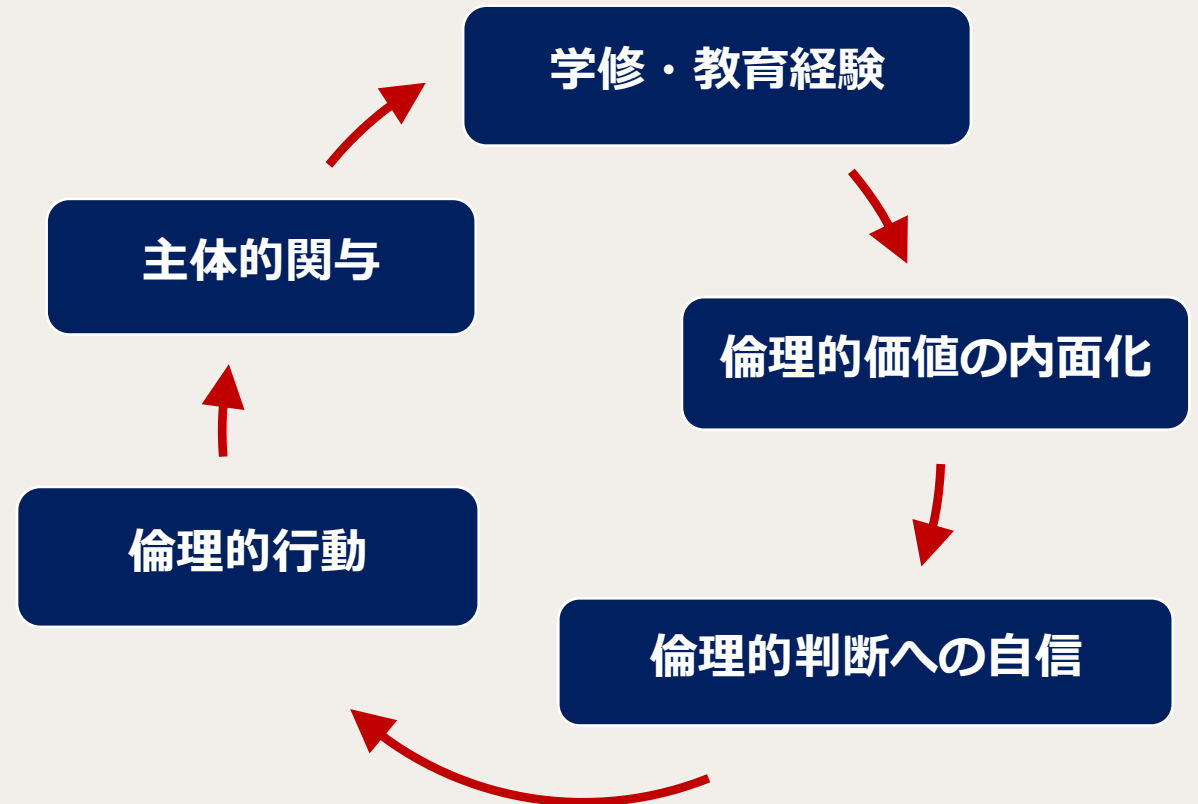 学修・教育経験
主体的関与
倫理的価値の内面化
倫理的行動
倫理的判断への自信